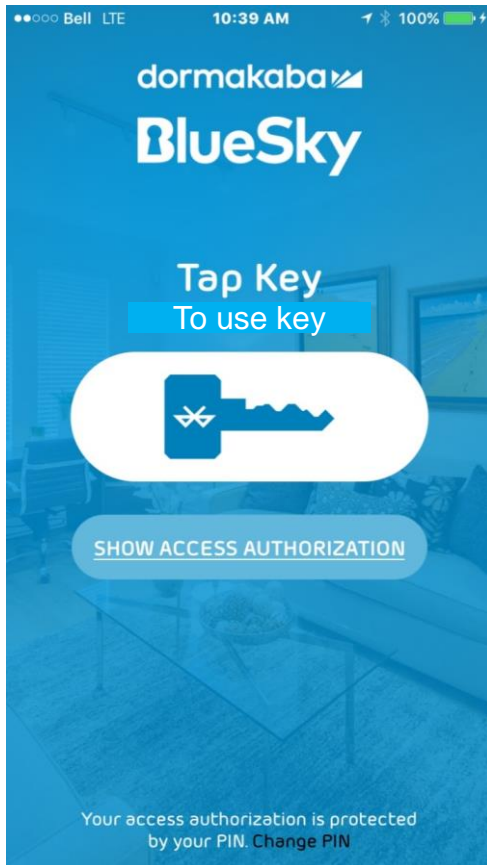 Bell LTE 10:39 AM 100%
dormakaba
BlueSky
Tap Key
To use key
SHOW ACCESS AUTHORIZATION
Your access authorization is protected
by your PIN. Change PIN